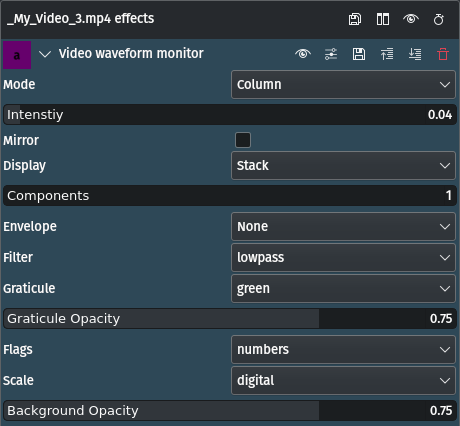 _My_Video_3.mp4 effects
a Video waveform monitor
Mode Column
Intenstiy 0.04
Mirror
Display Stack
Components 1
Envelope None
Filter lowpass
Graticule green
Graticule Opacity 0.75
Flags numbers
Scale digital
Background Opacity 0.75